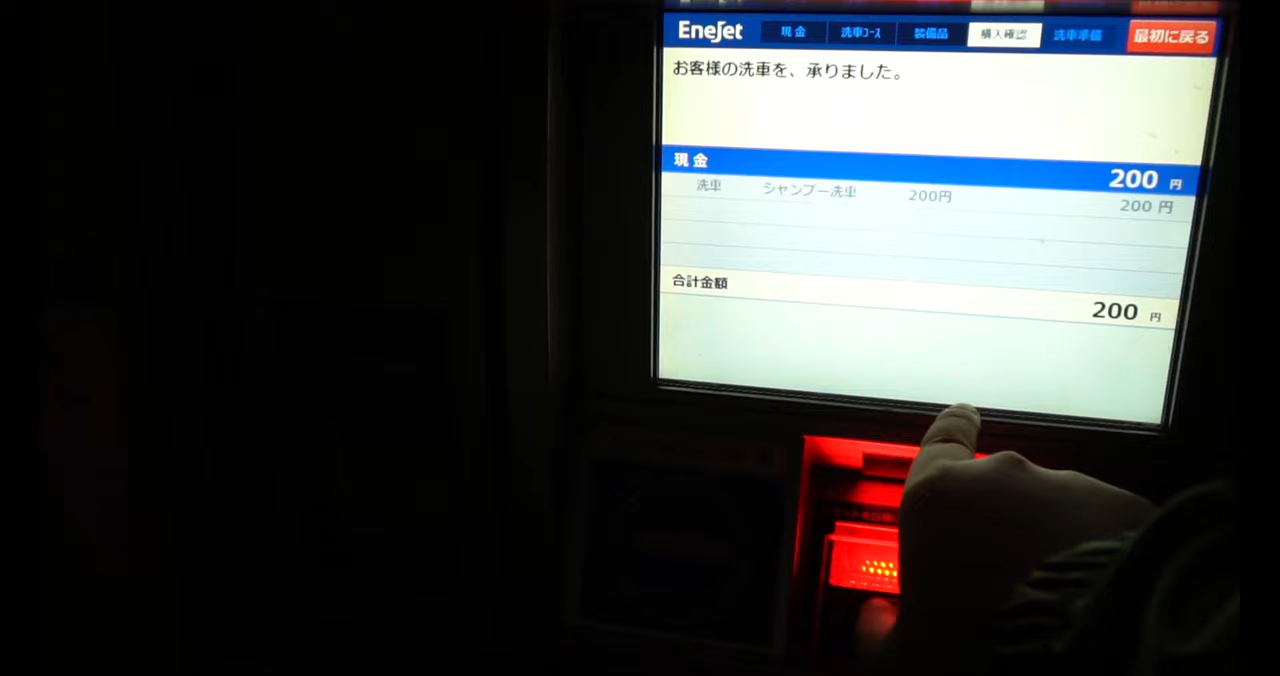 EneJet 現金 洗車コース 装備品 購入確認 洗車準備 最初に戻る
お客様の洗車を、承りました。
現金 200 円
洗車 シャンプー洗車 200円 200 円
合計金額 200 円